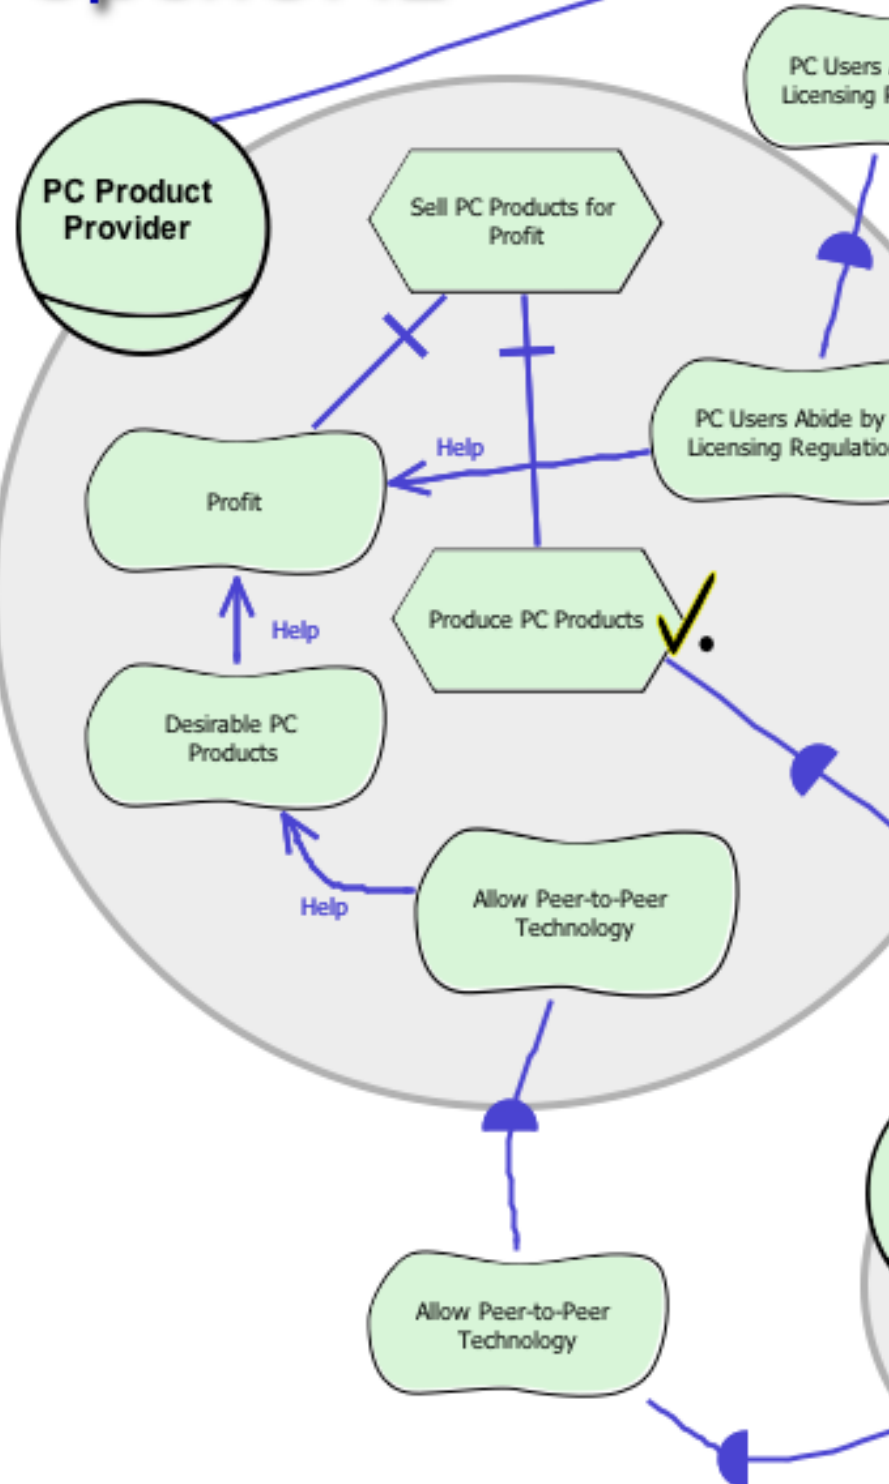 PC Users
Licensing
PC Product
Provider
Sell PC Products for
Profit
PC Users Abide by
Licensing
Help
Profit
Produce PC Products
Help
Desirable PC
Products
Allow Peer-to-Peer
Technology
Help
Allow Peer-to-Peer
Technology